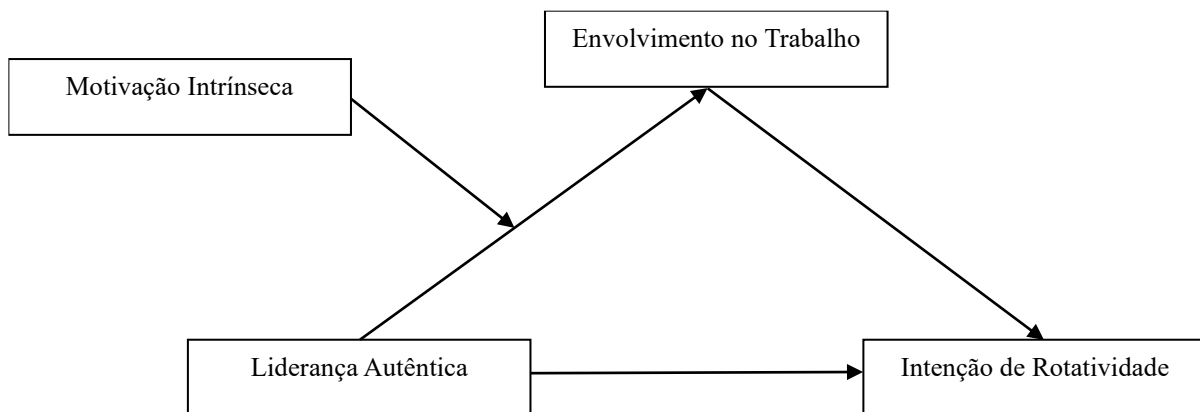 Envolvimento no Trabalho
Motivação Intrínseca
Liderança Autêntica
Intenção de Rotatividade